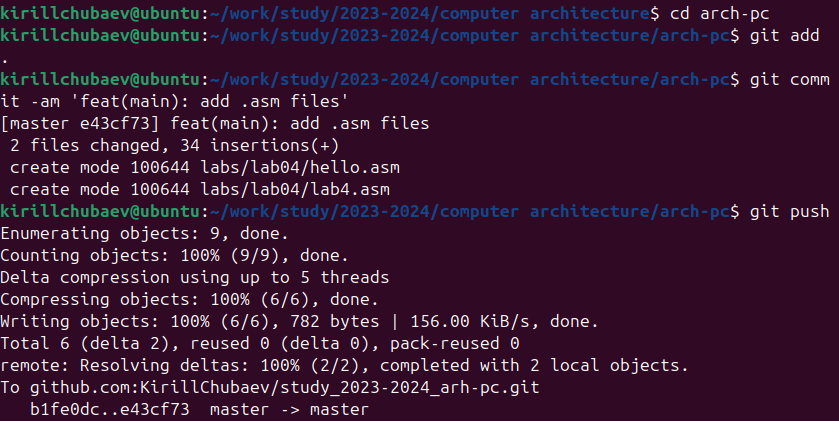 kirillchubaev@ubuntu:~/work/study/2023-2024/computer architecture$ cd arch-pc
kirillchubaev@ubuntu:~/work/study/2023-2024/computer architecture/arch-pc$ git add
.
kirillchubaev@ubuntu:~/work/study/2023-2024/computer architecture/arch-pc$ git comm
it -am 'feat(main): add .asm files'
[master e43cf73] feat(main): add .asm files
 2 files changed, 34 insertions(+)
 create mode 100644 labs/lab04/hello.asm
 create mode 100644 labs/lab04/lab4.asm
kirillchubaev@ubuntu:~/work/study/2023-2024/computer architecture/arch-pc$ git push
Enumerating objects: 9, done.
Counting objects: 100% (9/9), done.
Delta compression using up to 5 threads
Compressing objects: 100% (6/6), done.
Writing objects: 100% (6/6), 782 bytes | 156.00 KiB/s, done.
Total 6 (delta 2), reused 0 (delta 0), pack-reused 0
remote: Resolving deltas: 100% (2/2), completed with 2 local objects.
To github.com:KirillChubaev/study_2023-2024_arh-pc.git
   b1fe0dc..e43cf73  master -> master